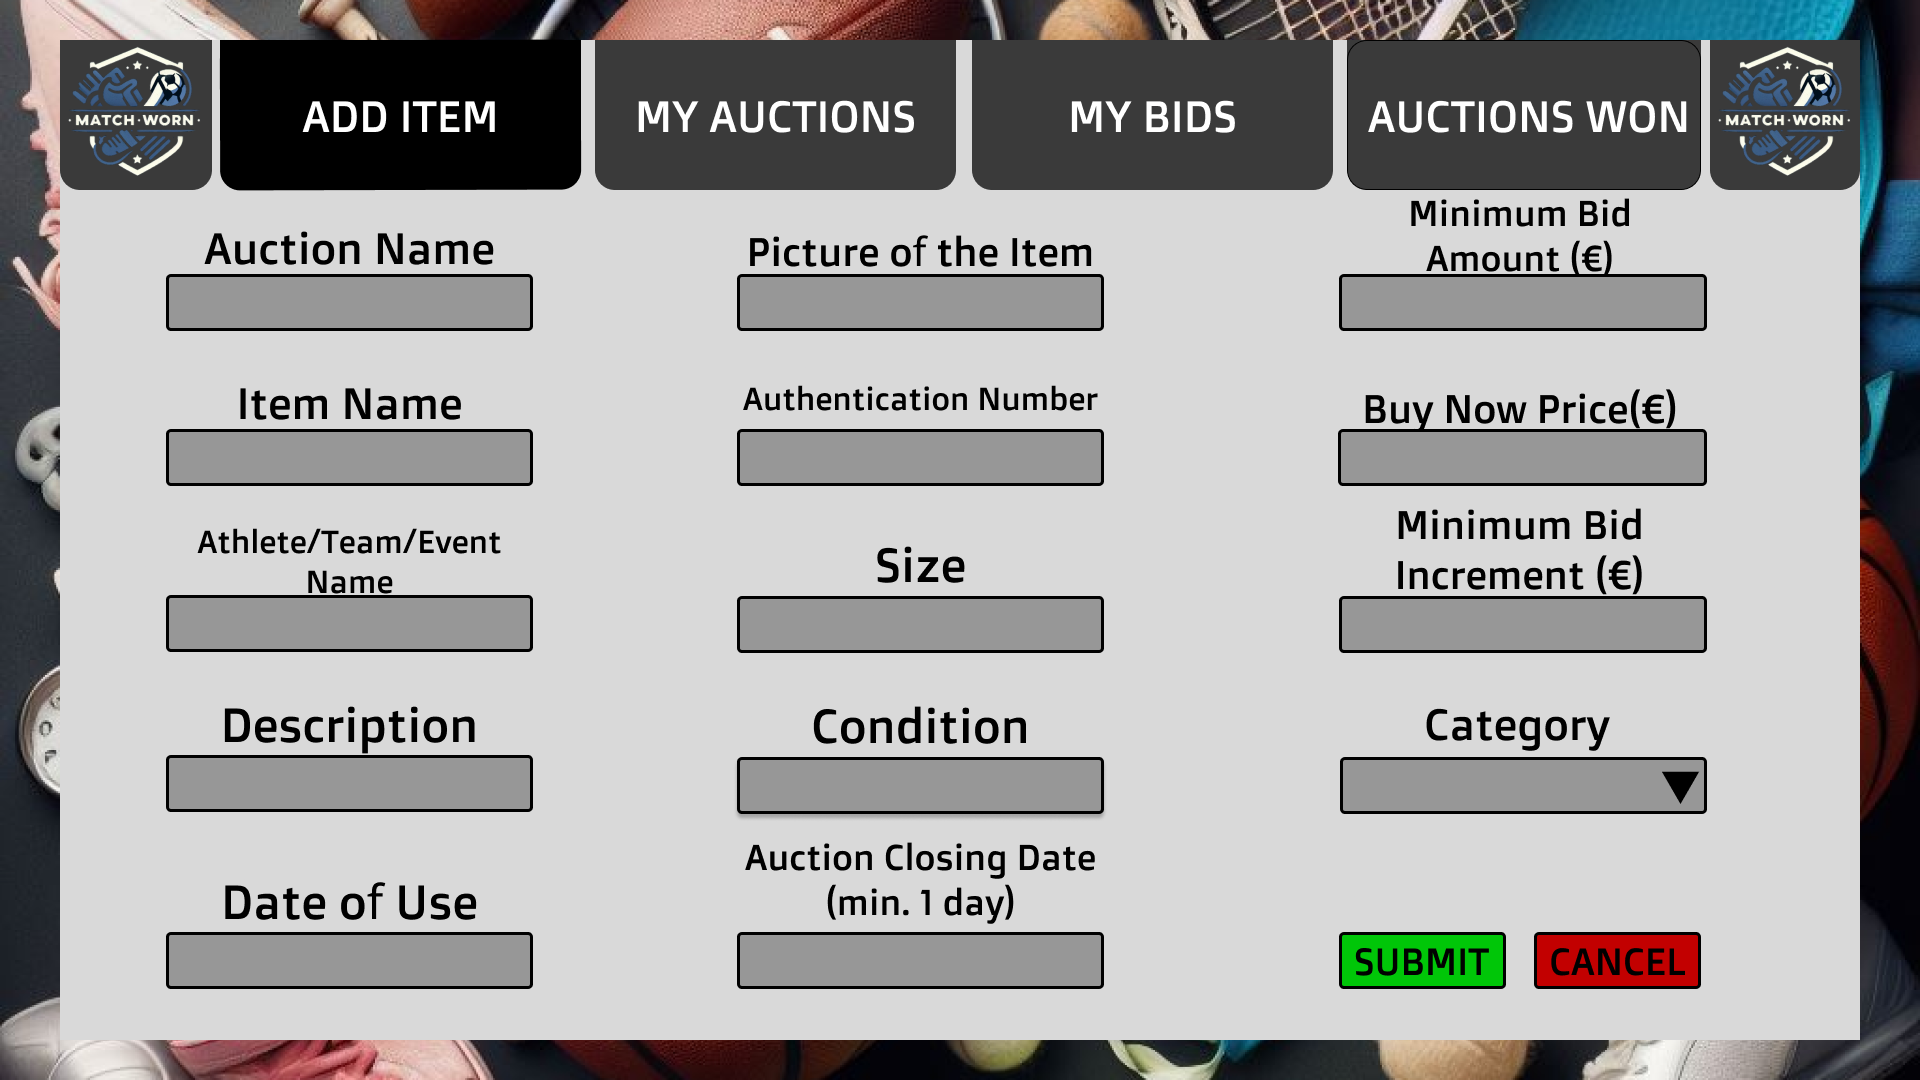 ·MATCH·WORN·
ADD ITEM
MY AUCTIONS
MY BIDS
AUCTIONS WON
·MATCH·WORN·
Auction Name
Picture of the Item
Minimum Bid
Amount (€)
Item Name
Authentication Number
Buy Now Price(€)
Athlete/Team/Event
Name
Size
Minimum Bid
Increment (€)
Description
Condition
Category
Date of Use
Auction Closing Date
(min. 1 day)
SUBMIT
CANCEL